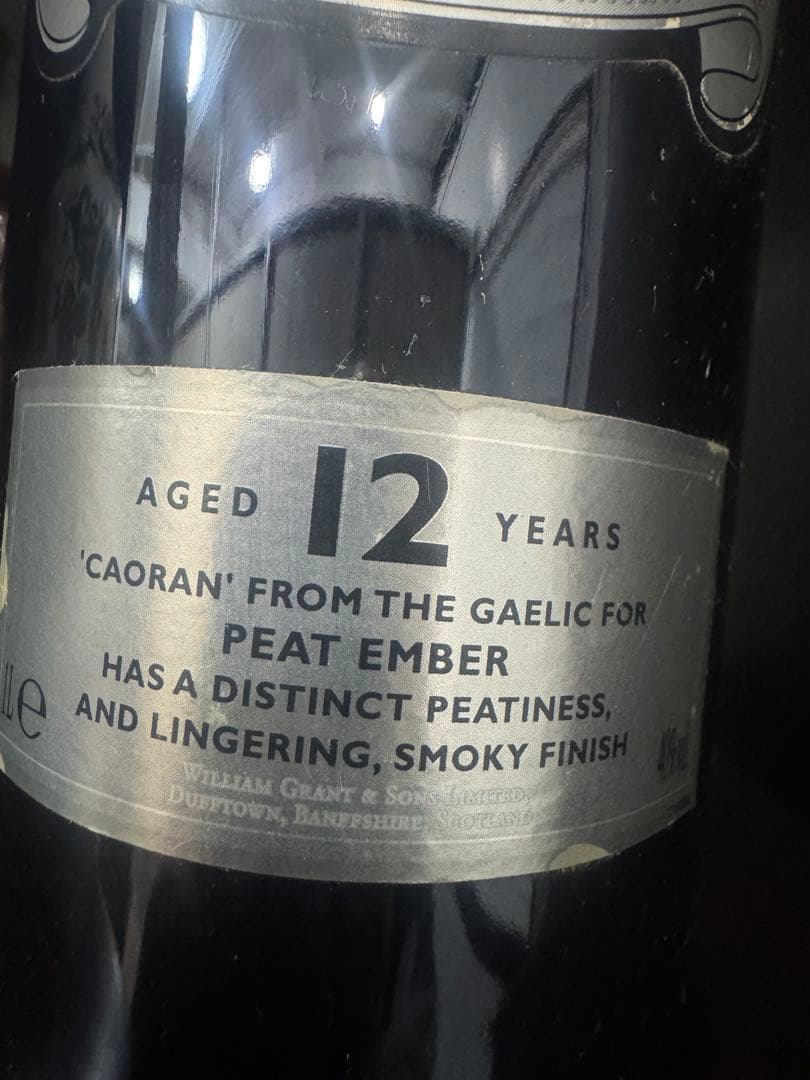 AGED 12 YEARS
'CAORAN' FROM THE GAELIC FOR
PEAT EMBER
HAS A DISTINCT PEATINESS,
AND LINGERING, SMOKY FINISH
1L e
WILLIAM GRANT & SONS LIMITED,
DUFFTOWN, BANFFSHIRE, SCOTLAND